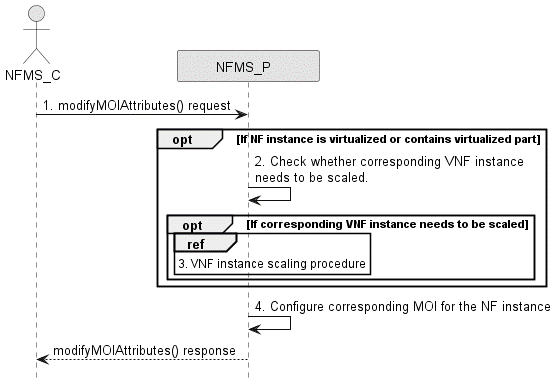 NFMS_C
NFMS_P
1. modifyMOIAttributes() request
opt [If NF instance is virtualized or contains virtualized part]
2. Check whether corresponding VNF instance
needs to be scaled.
opt [If corresponding VNF instance needs to be scaled]
ref
3. VNF instance scaling procedure
4. Configure corresponding MOI for the NF instance
modifyMOIAttributes() response